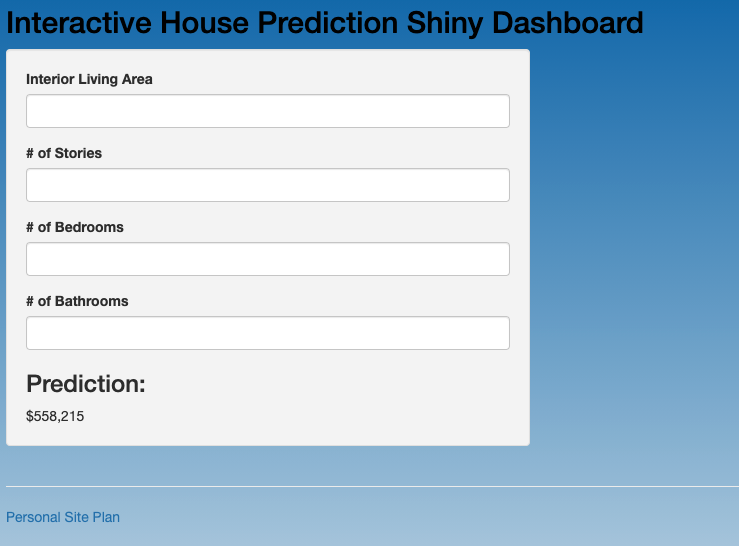 Interactive House Prediction Shiny Dashboard
Interior Living Area
# of Stories
# of Bedrooms
# of Bathrooms
Prediction:
$558,215
Personal Site Plan